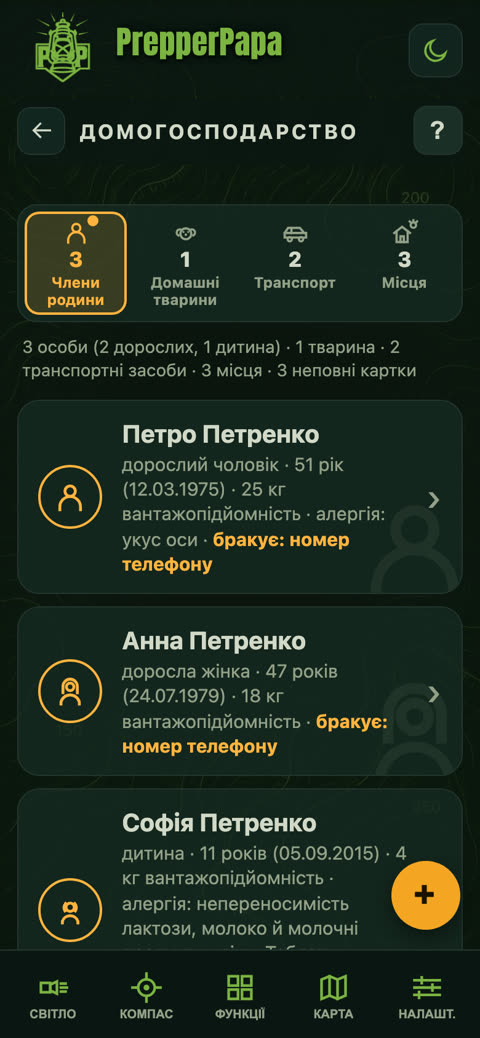 PrepperPapa
P P
←
ДОМОГОСПОДАРСТВО
?
200
3
Члени
родини
1
Домашні
тварини
2
Транспорт
3
Місця
3 особи (2 дорослих, 1 дитина) · 1 тварина · 2
транспортні засоби · 3 місця · 3 неповні картки
Петро Петренко
дорослий чоловік · 51 рік
(12.03.1975) · 25 кг
вантажопідйомність · алергія:
укус оси · бракує: номер
телефону
Анна Петренко
доросла жінка · 47 років
(24.07.1979) · 18 кг
вантажопідйомність · бракує:
номер телефону
Софія Петренко
дитина · 11 років (05.09.2015) · 4
кг вантажопідйомність ·
алергія: непереносимість
лактози, молоко й молочні
+
СВІТЛО
КОМПАС
ФУНКЦІЇ
КАРТА
НАЛАШТ.